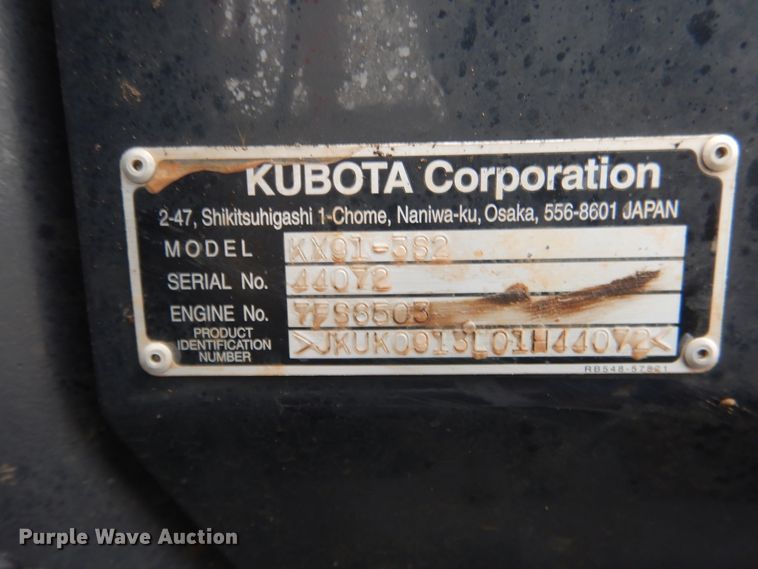 KUBOTA Corporation
2-47, Shikitsuhigashi 1-Chome, Naniwa-ku, Osaka, 556-8601 JAPAN
MODEL KX91-3S2
SERIAL No. 44072
ENGINE No. 7FS6503
PRODUCT
IDENTIFICATION
NUMBER
>JKUK0913L01H44072<
RB548-57821
Purple Wave Auction